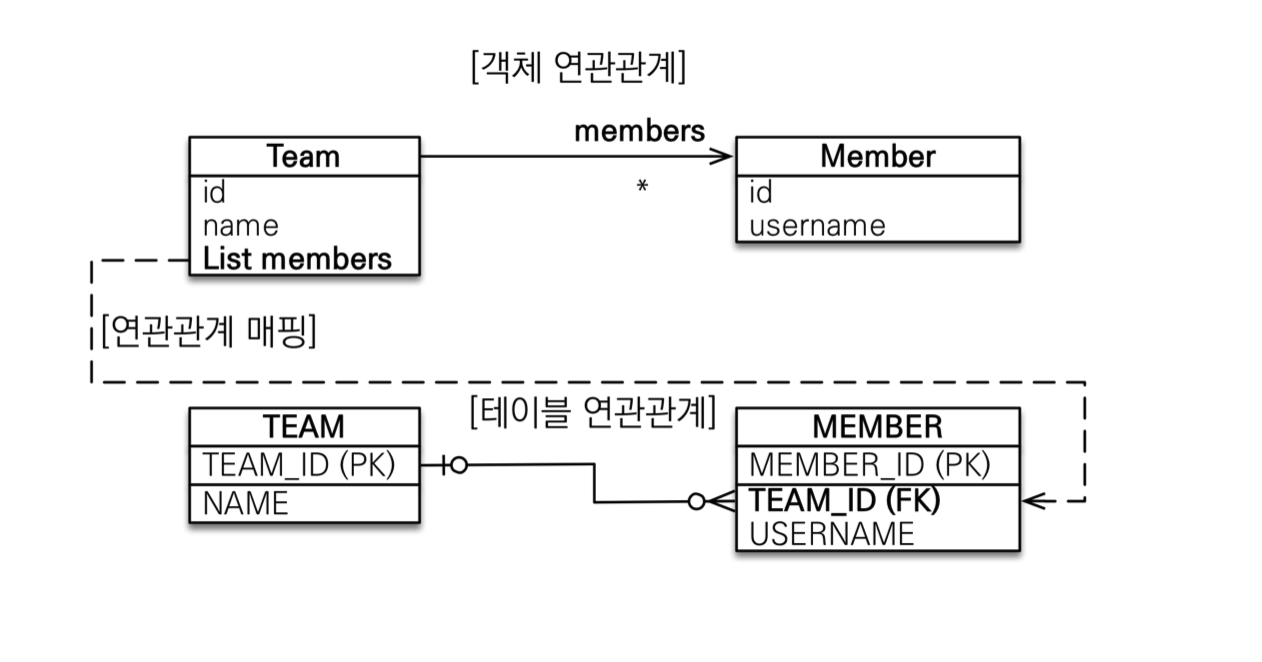 [객체 연관관계]
members
Team
Member
*
id
name
List members
id
username
[연관관계 매핑]
[테이블 연관관계]
TEAM
TEAM_ID (PK)
NAME
MEMBER
MEMBER_ID (PK)
TEAM_ID (FK)
USERNAME